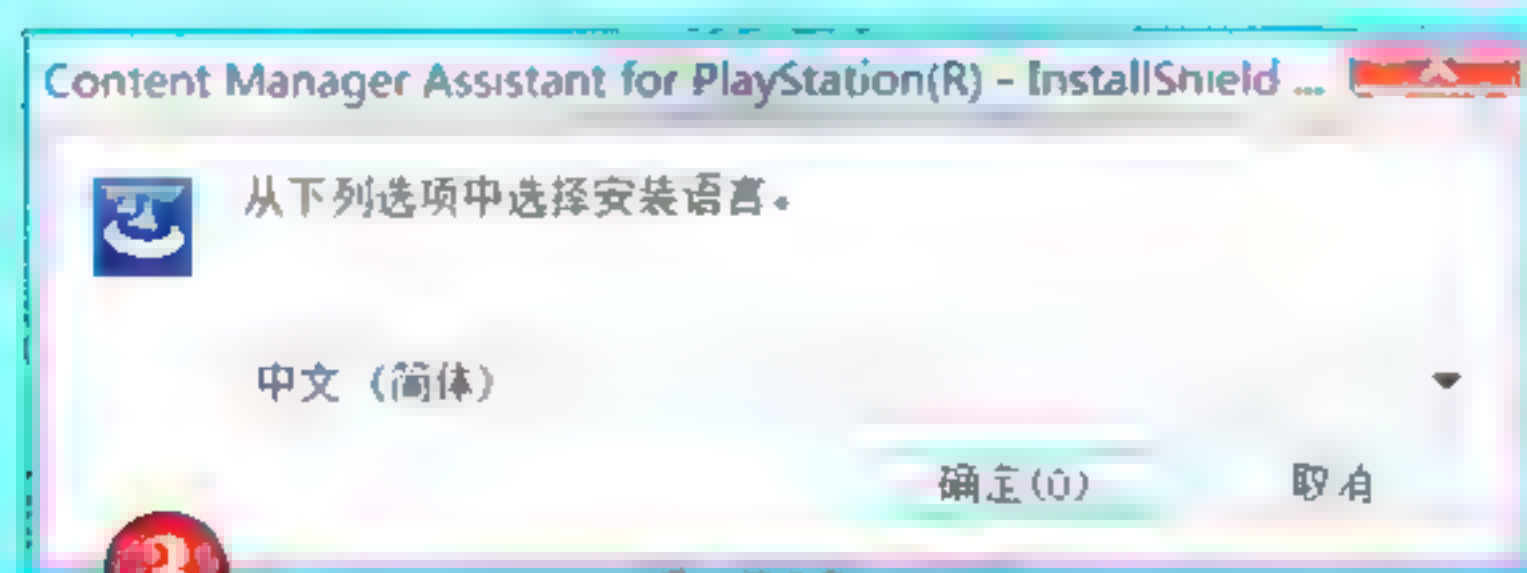 Content Manager Assistant for PlayStation(R) - InstallShield ...
从下列选项中选择安装语言。
中文（简体）
确定(O) 取消
3